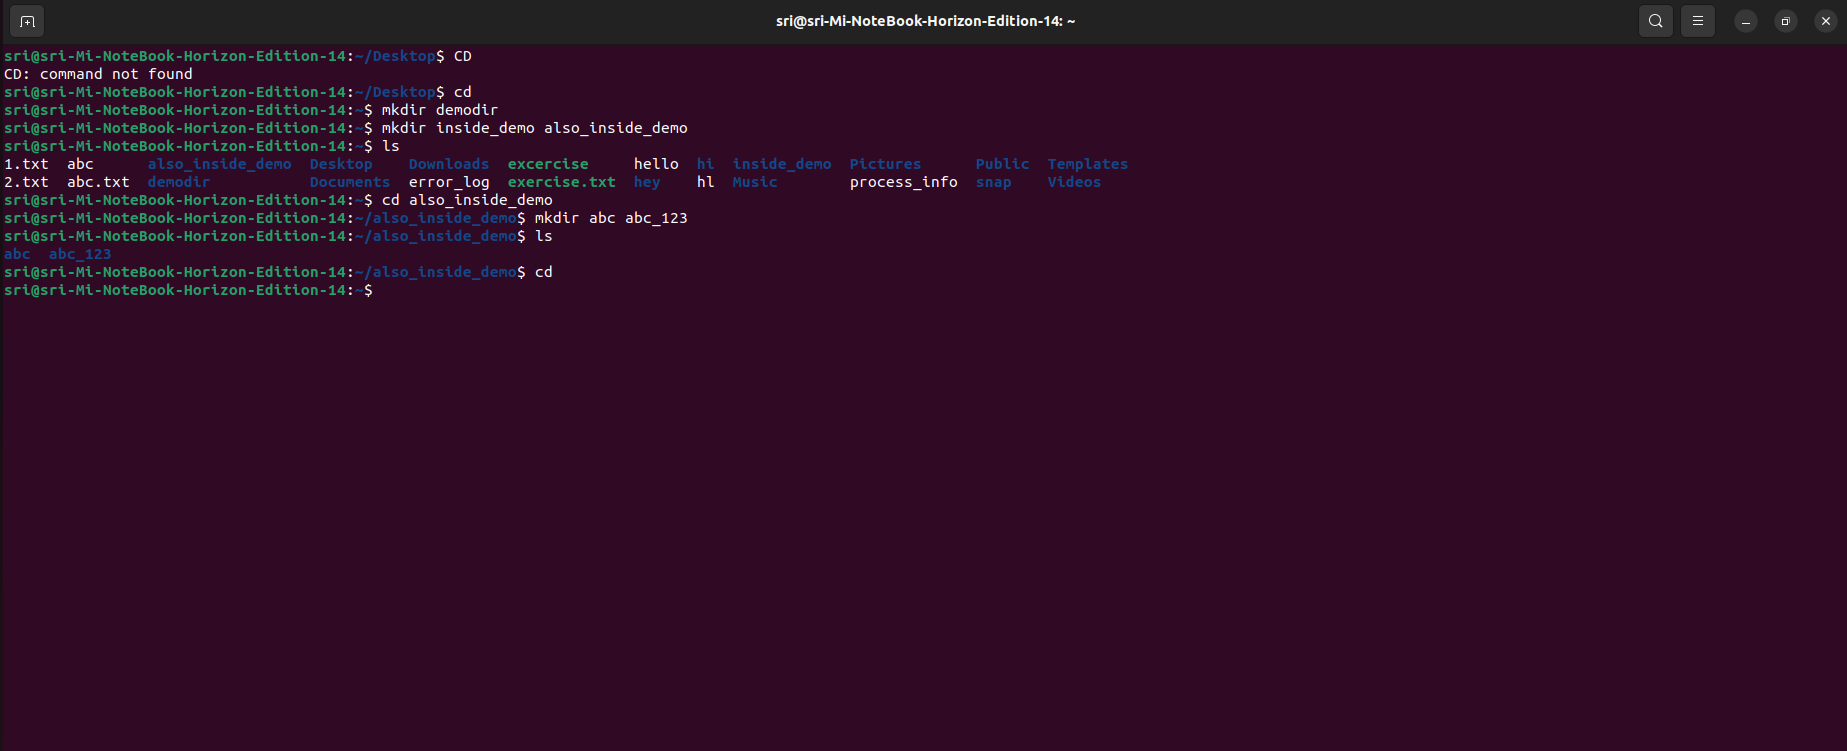 sri@sri-Mi-NoteBook-Horizon-Edition-14: ~
sri@sri-Mi-NoteBook-Horizon-Edition-14:~/Desktop$ CD
CD: command not found
sri@sri-Mi-NoteBook-Horizon-Edition-14:~/Desktop$ cd
sri@sri-Mi-NoteBook-Horizon-Edition-14:~$ mkdir demodir
sri@sri-Mi-NoteBook-Horizon-Edition-14:~$ mkdir inside_demo also_inside_demo
sri@sri-Mi-NoteBook-Horizon-Edition-14:~$ ls
1.txt  abc      also_inside_demo  Desktop    Downloads  excercise     hello  hi   inside_demo  Pictures      Public  Templates
2.txt  abc.txt  demodir           Documents  error_log  exercise.txt  hey    hl   Music        process_info  snap    Videos
sri@sri-Mi-NoteBook-Horizon-Edition-14:~$ cd also_inside_demo
sri@sri-Mi-NoteBook-Horizon-Edition-14:~/also_inside_demo$ mkdir abc abc_123
sri@sri-Mi-NoteBook-Horizon-Edition-14:~/also_inside_demo$ ls
abc  abc_123
sri@sri-Mi-NoteBook-Horizon-Edition-14:~/also_inside_demo$ cd
sri@sri-Mi-NoteBook-Horizon-Edition-14:~$